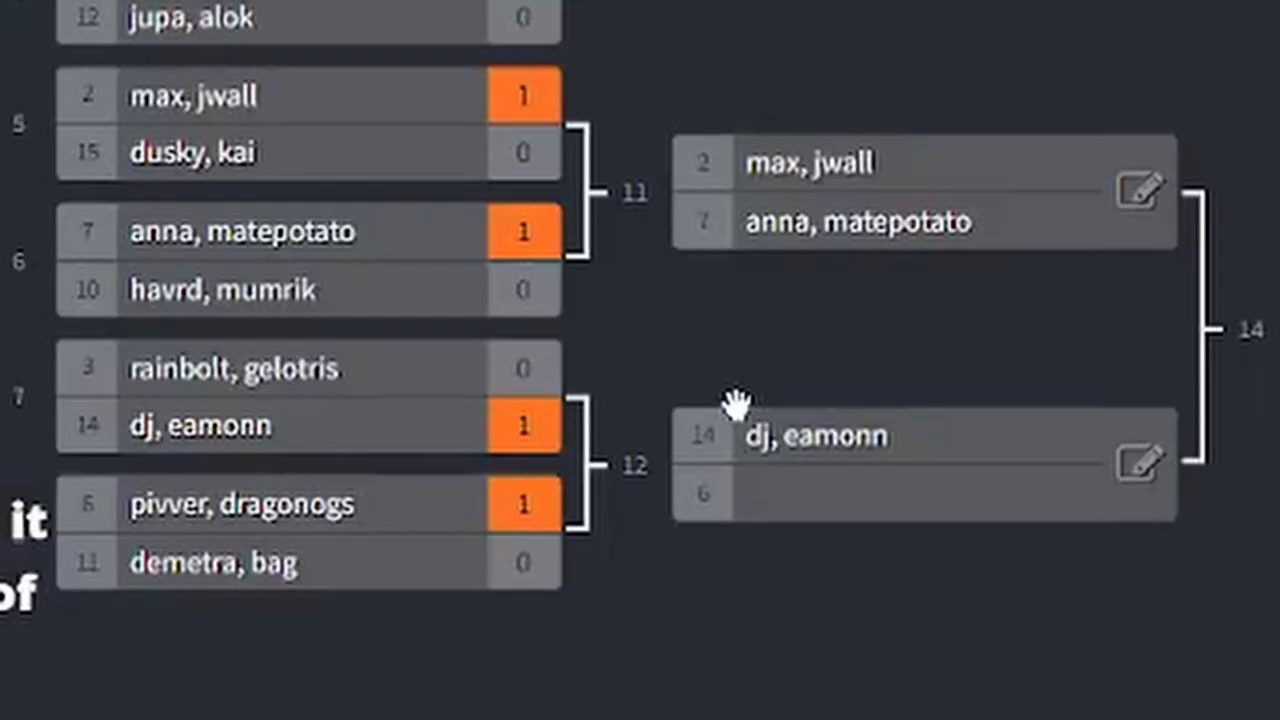 12 jupa, alok 0
5
2 max, jwall 1
15 dusky, kai 0
6
7 anna, matepotato 1
10 havrd, mumrik 0
7
3 rainbolt, gelotris 0
14 dj, eamonn 1
6 pivver, dragonogs 1
11 demetra, bag 0
it
of
11
2 max, jwall
7 anna, matepotato
12
14 dj, eamonn
6
14